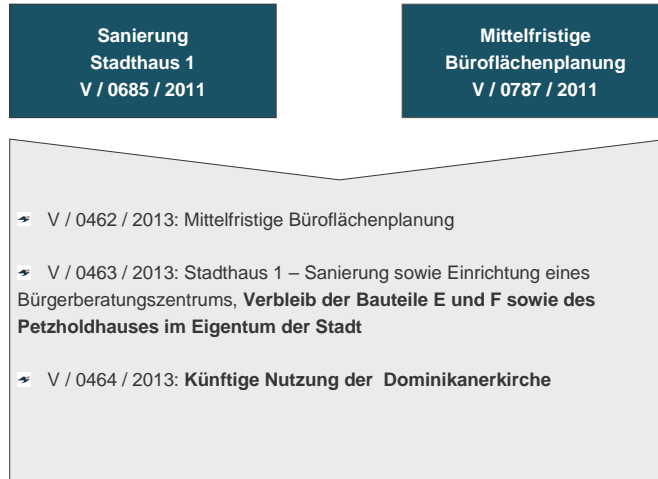 Sanierung
Stadthaus 1
V / 0685 / 2011
Mittelfristige
Büroflächenplanung
V / 0787 / 2011
V / 0462 / 2013: Mittelfristige Büroflächenplanung
V / 0463 / 2013: Stadthaus 1 – Sanierung sowie Einrichtung eines
Bürgerberatungszentrums, Verbleib der Bauteile E und F sowie des
Petzholdhauses im Eigentum der Stadt
V / 0464 / 2013: Künftige Nutzung der Dominikanerkirche